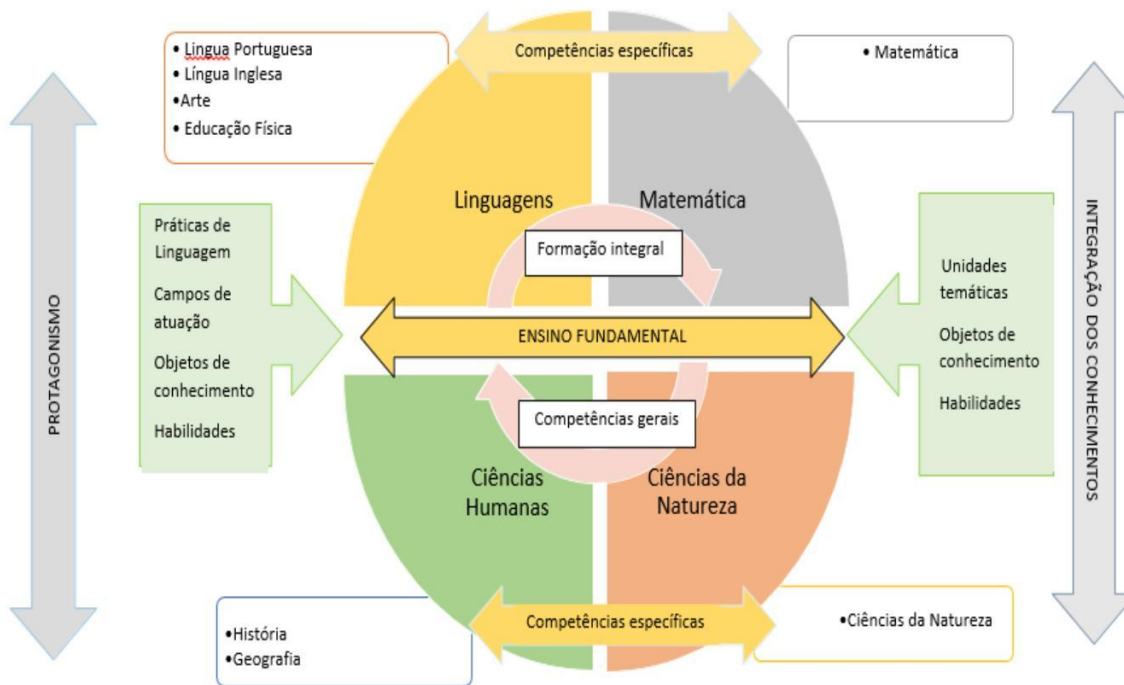 • Lingua Portuguesa
• Língua Inglesa
•Arte
• Educação Física
Competências específicas
• Matemática
Linguagens
Matemática
Formação integral
PROTAGONISMO
Práticas de
Linguagem
Campos de
atuação
Objetos de
conhecimento
Habilidades
ENSINO FUNDAMENTAL
Unidades
temáticas
Objetos de
conhecimento
Habilidades
INTEGRAÇÃO DOS CONHECIMENTOS
Competências gerais
Ciências
Humanas
Ciências da
Natureza
•História
•Geografia
Competências específicas
•Ciências da Natureza